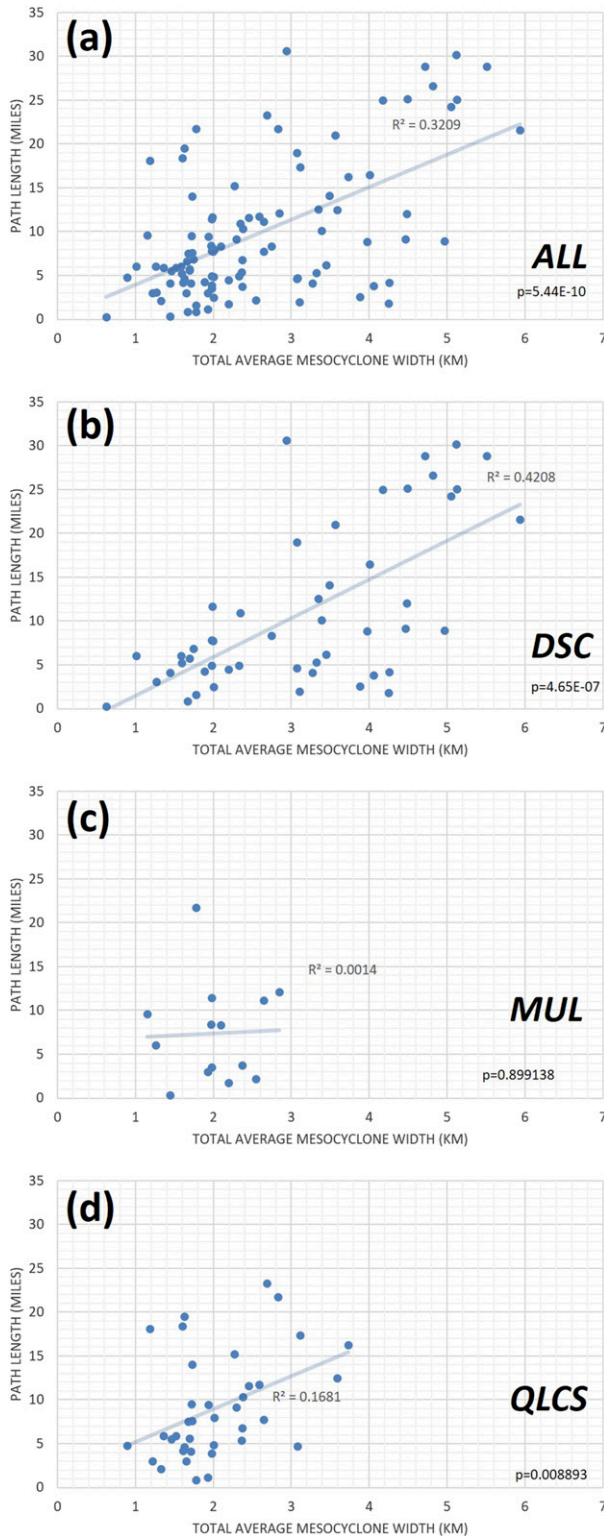 (a)
35
30
25
20
15
10
5
0
PATH LENGTH (MILES)
R² = 0.3209
ALL
p=5.44E-10
0 1 2 3 4 5 6 7
TOTAL AVERAGE MESOCYCLONE WIDTH (KM)
(b)
35
30
25
20
15
10
5
0
PATH LENGTH (MILES)
R² = 0.4208
DSC
p=4.65E-07
0 1 2 3 4 5 6 7
TOTAL AVERAGE MESOCYCLONE WIDTH (KM)
(c)
35
30
25
20
15
10
5
0
PATH LENGTH (MILES)
R² = 0.0014
MUL
p=0.899138
0 1 2 3 4 5 6 7
TOTAL AVERAGE MESOCYCLONE WIDTH (KM)
(d)
35
30
25
20
15
10
5
0
PATH LENGTH (MILES)
R² = 0.1681
QLCS
p=0.008893
0 1 2 3 4 5 6 7
TOTAL AVERAGE MESOCYCLONE WIDTH (KM)